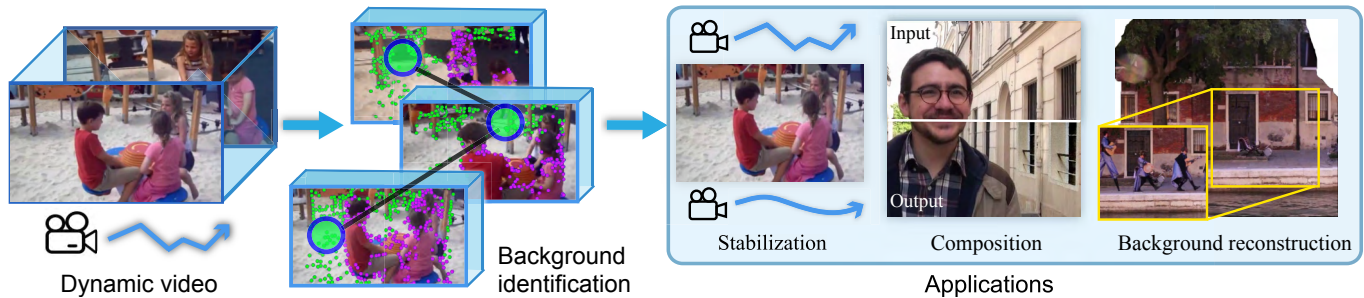 Dynamic video
Background
identification
Input
Output
Stabilization
Composition
Background reconstruction
Applications